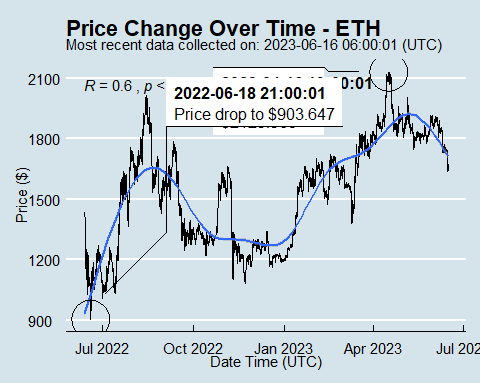 Price Change Over Time - ETH
Most recent data collected on: 2023-06-16 06:00:01 (UTC)
R = 0.6 , p <
2022-06-18 21:00:01
Price drop to $903.647
Price ($)
2100
1800
1500
1200
900
Jul 2022
Oct 2022
Jan 2023
Apr 2023
Jul 202
Date Time (UTC)